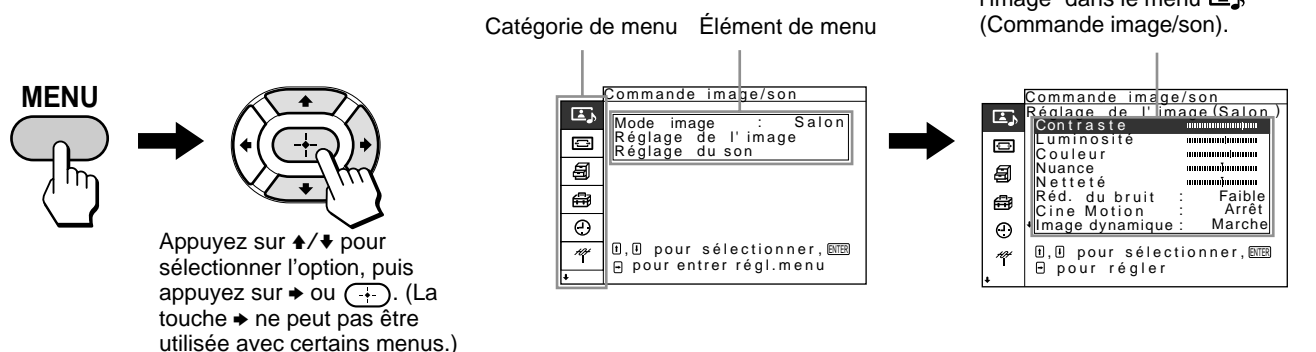 MENU
Appuyez sur ↑/↓ pour
sélectionner l’option, puis
appuyez sur → ou . (La
touche → ne peut pas être
utilisée avec certains menus.)
Catégorie de menu
Élément de menu
Commande image/son
Mode image : Salon
Réglage de l'image
Réglage du son
↑,↓ pour sélectionner, ENTER
→ pour entrer régl.menu
l'image" dans le menu
(Commande image/son).
Commande image/son
Réglage de l'image(Salon)
Contraste
Luminosité
Couleur
Nuance
Netteté
Réd. du bruit : Faible
Cine Motion : Arrêt
Image dynamique : Marche
↑,↓ pour sélectionner, ENTER
→ pour régler